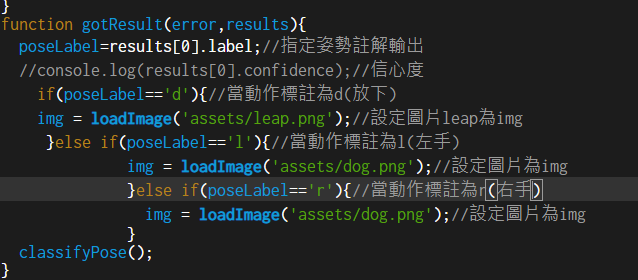 }
function gotResult(error,results){
poseLabel=results[0].label;//指定姿勢註解輸出
//console.log(results[0].confidence);//信心度
if(poseLabel=='d'){//當動作標註為d(放下)
img = loadImage('assets/leap.png');//設定圖片leap為img
}else if(poseLabel=='l'){//當動作標註為l(左手)
img = loadImage('assets/dog.png');//設定圖片為img
}else if(poseLabel=='r'){//當動作標註為r(右手)
img = loadImage('assets/dog.png');//設定圖片為img
}
classifyPose();
}